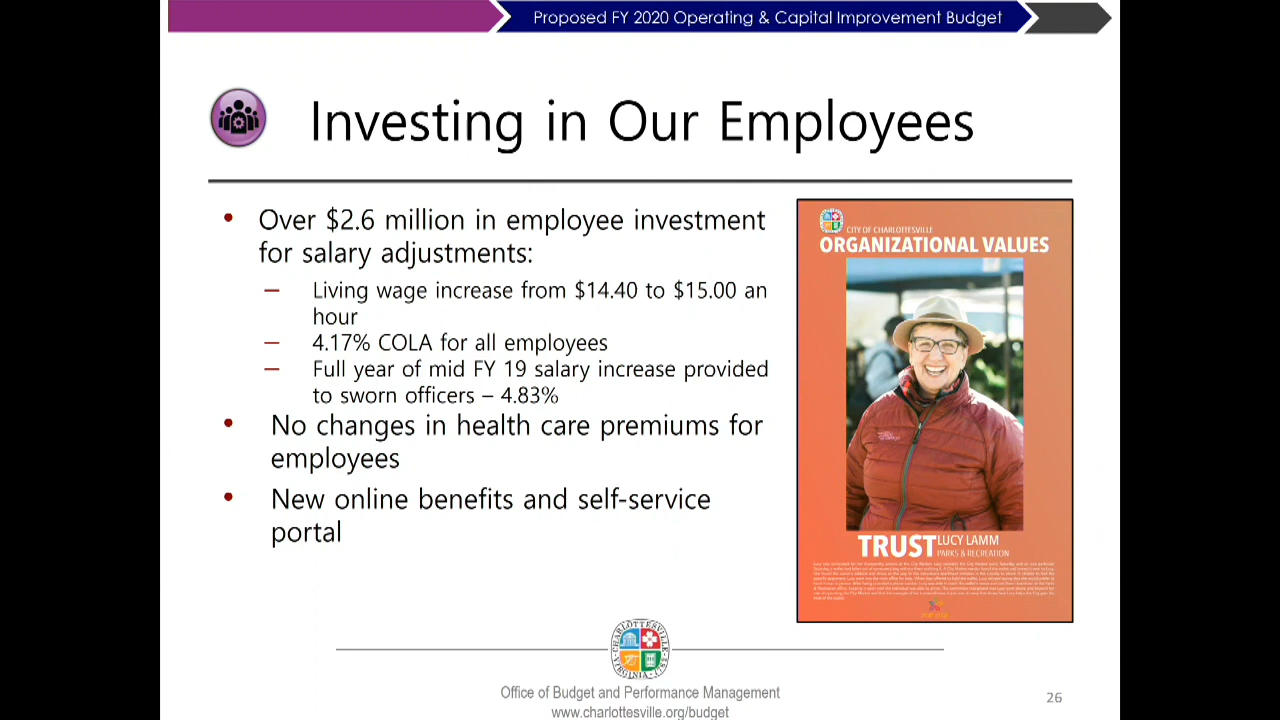 Proposed FY 2020 Operating & Capital Improvement Budget
Investing in Our Employees
• Over $2.6 million in employee investment
for salary adjustments:
– Living wage increase from $14.40 to $15.00 an
hour
– 4.17% COLA for all employees
– Full year of mid FY 19 salary increase provided
to sworn officers – 4.83%
• No changes in health care premiums for
employees
• New online benefits and self-service
portal
CITY OF CHARLOTTESVILLE
ORGANIZATIONAL VALUES
TRUST LUCY LAMM
PARKS & RECREATION
CHARLOTTESVILLE
VIRGINIA
Office of Budget and Performance Management
www.charlottesville.org/budget
26